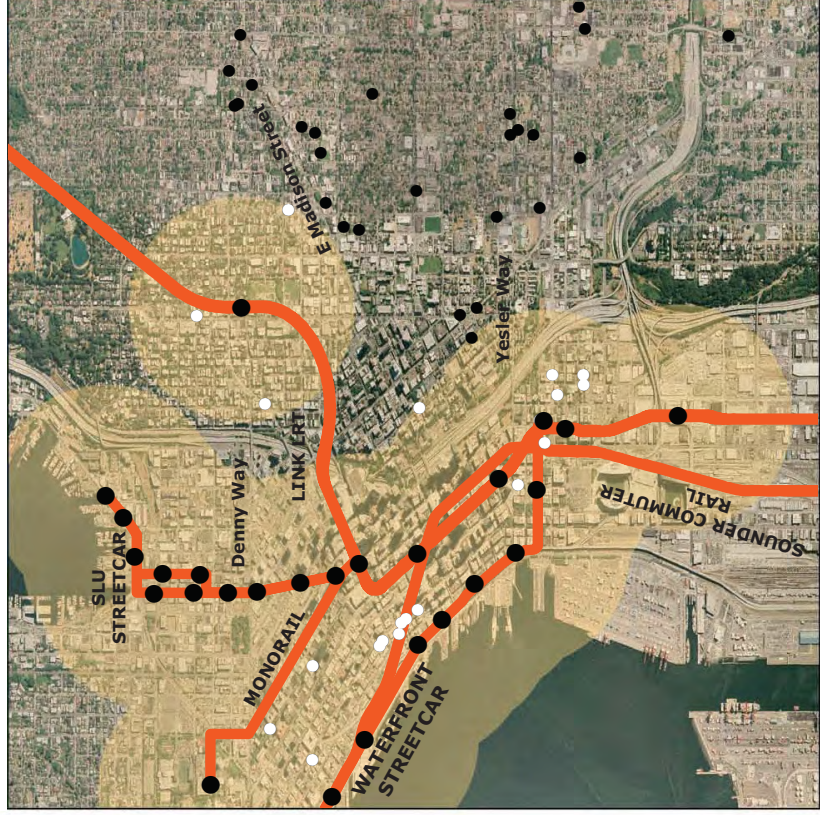 E Madison Street
Yesler Way
LINK LRT
Denny Way
SLU
STREETCAR
SOUNDER COMMUTER
RAIL
MONORAIL
WATERFRONT
STREETCAR